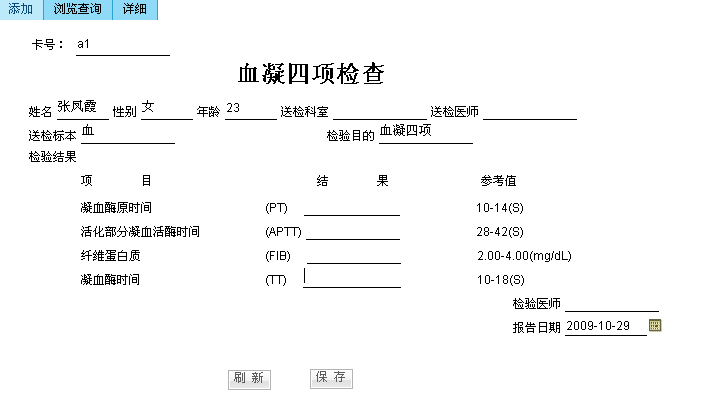 添加 浏览查询 详细
卡号： a1
血凝四项检查
姓名 张凤霞 性别 女 年龄 23 送检科室 送检医师
送检标本 血 检验目的 血凝四项
检验结果
项 目 结 果 参考值
凝血酶原时间 (PT) 10-14(S)
活化部分凝血活酶时间 (APTT) 28-42(S)
纤维蛋白质 (FIB) 2.00-4.00(mg/dL)
凝血酶时间 (TT) 10-18(S)
检验医师
报告日期 2009-10-29
刷 新 保 存